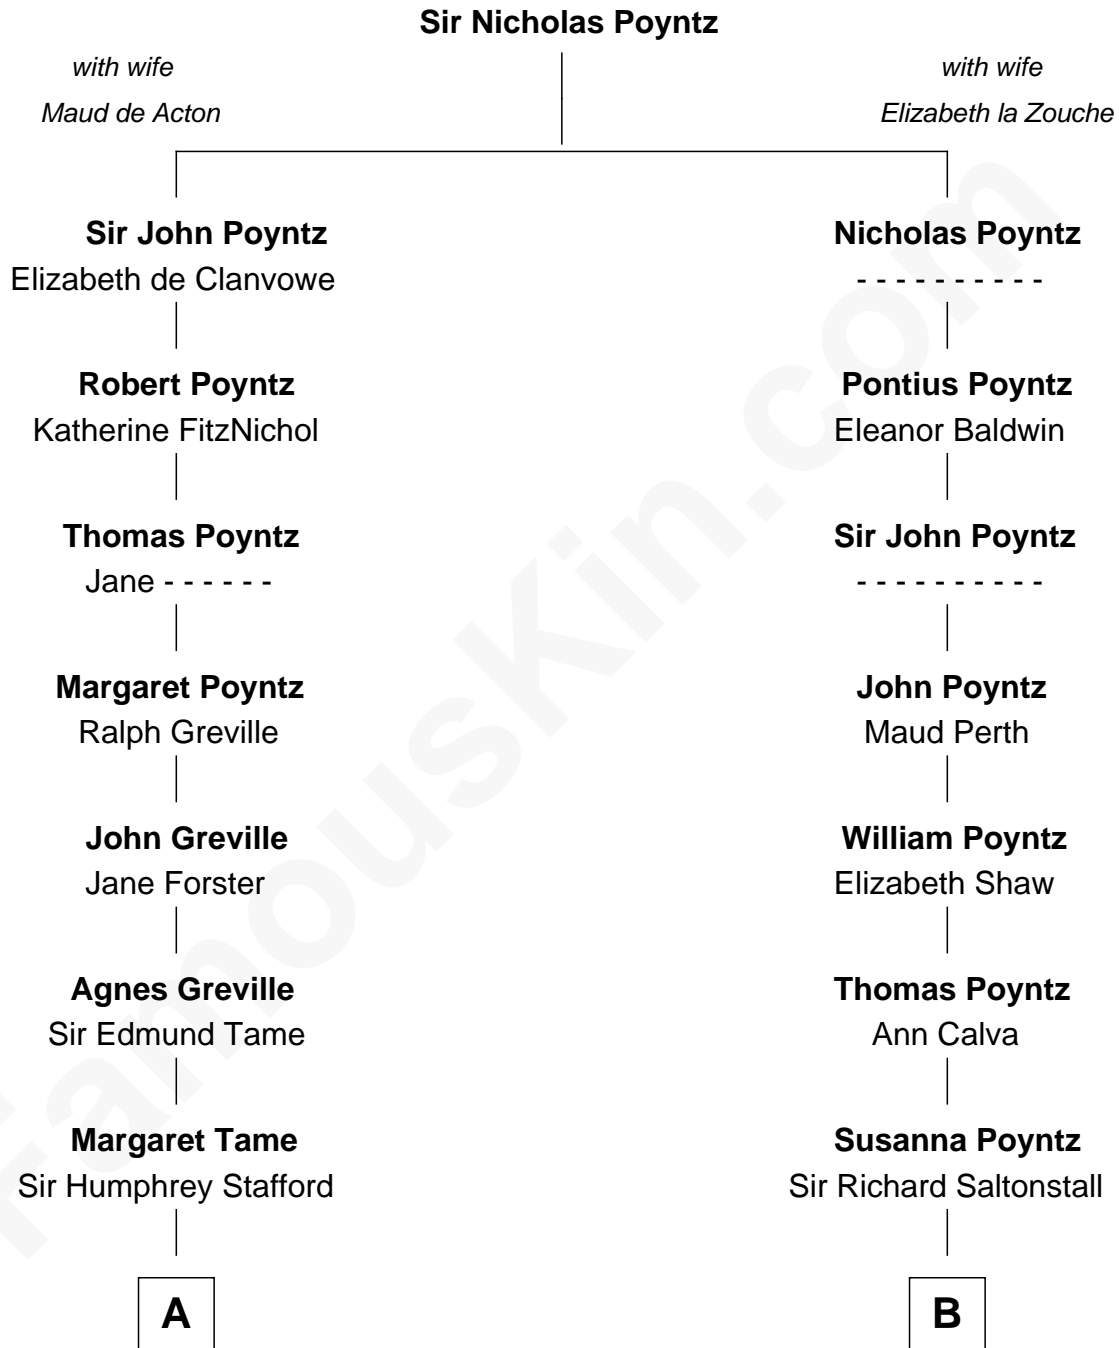 Sir Nicholas Poyntz
with wife
Maud de Acton
with wife
Elizabeth la Zouche
Sir John Poyntz
Elizabeth de Clanvowe
Robert Poyntz
Katherine FitzNichol
Thomas Poyntz
Jane - - - - - -
Margaret Poyntz
Ralph Greville
John Greville
Jane Forster
Agnes Greville
Sir Edmund Tame
Margaret Tame
Sir Humphrey Stafford
A
Nicholas Poyntz
- - - - - - - - - -
Pontius Poyntz
Eleanor Baldwin
Sir John Poyntz
- - - - - - - - - -
John Poyntz
Maud Perth
William Poyntz
Elizabeth Shaw
Thomas Poyntz
Ann Calva
Susanna Poyntz
Sir Richard Saltonstall
B
FamousKin.com